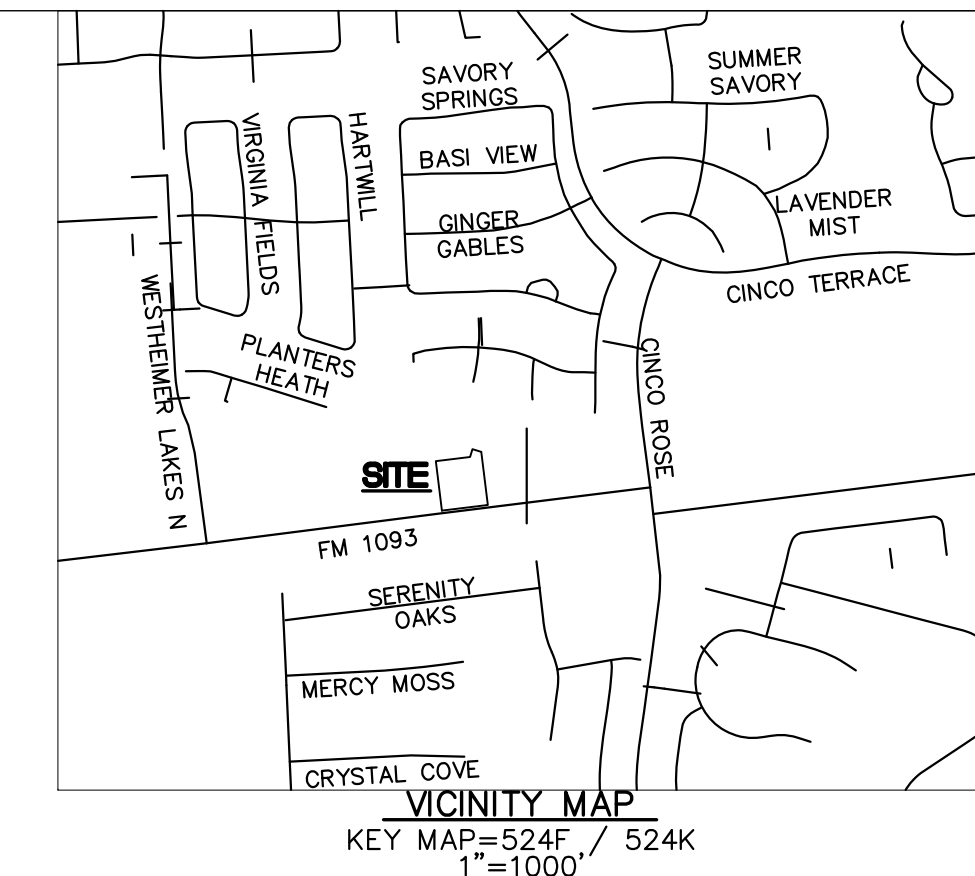 SAVORY
SPRINGS
SUMMER
SAVORY
VIRGINIA FIELDS
HARTWILL
BASI VIEW
GINGER
GABLES
LAVENDER
MIST
CINCO TERRACE
WESTHEIMER LAKES N
PLANTERS
HEATH
CINCO ROSE
SITE
FM 1093
SERENITY
OAKS
MERCY MOSS
CRYSTAL COVE
VICINITY MAP
KEY MAP=524F / 524K
1"=1000'